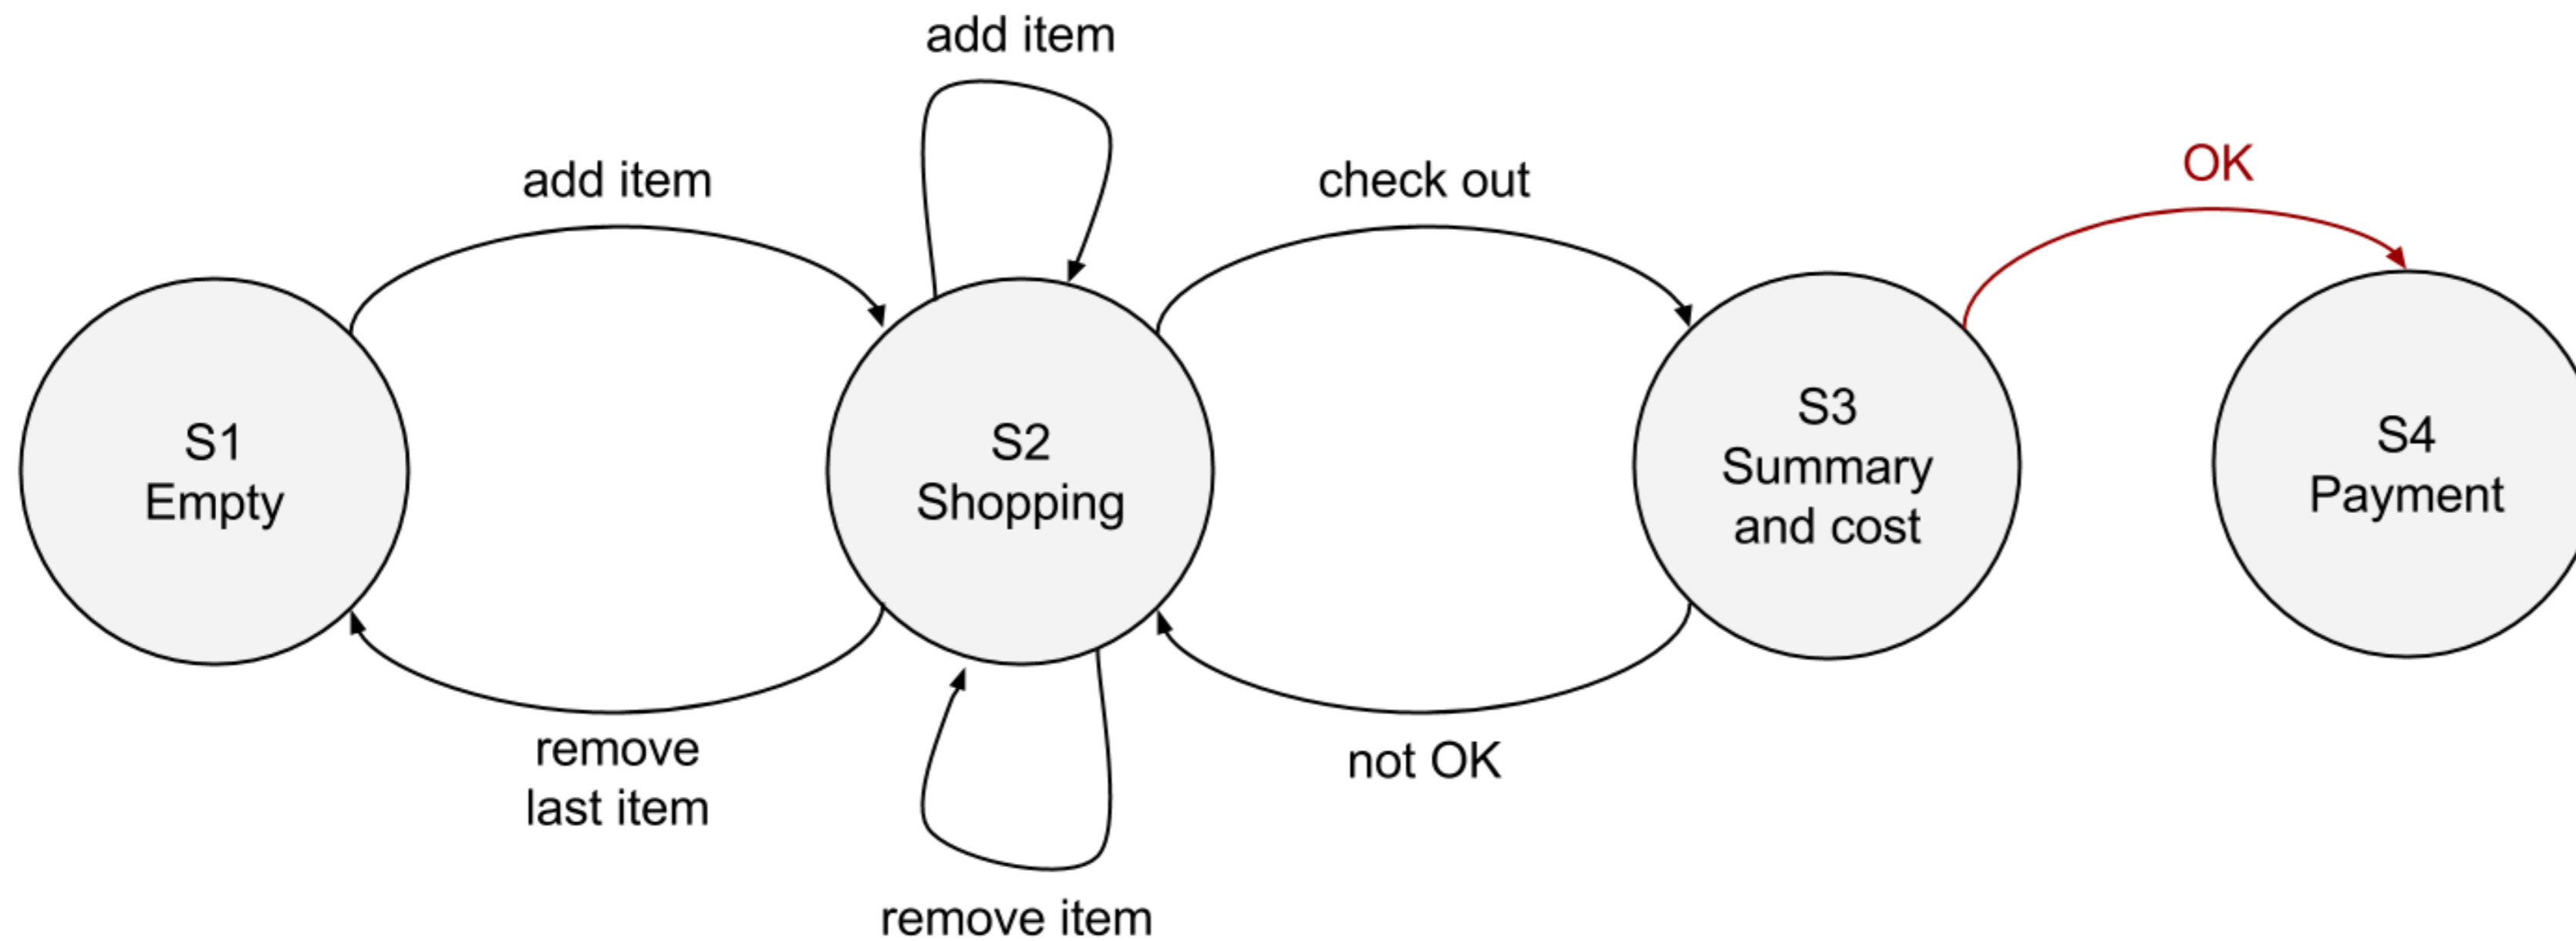 add item
add item
check out
OK
S1
Empty
S2
Shopping
S3
Summary
and cost
S4
Payment
remove
last item
not OK
remove item